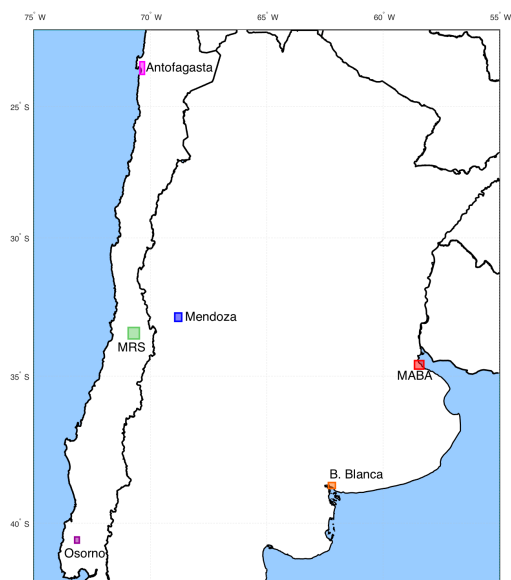 75° W 70° W 65° W 60° W 55° W
Antofagasta
25° S
30° S
Mendoza
MRS
35° S
MABA
B. Blanca
40° S
Osorno